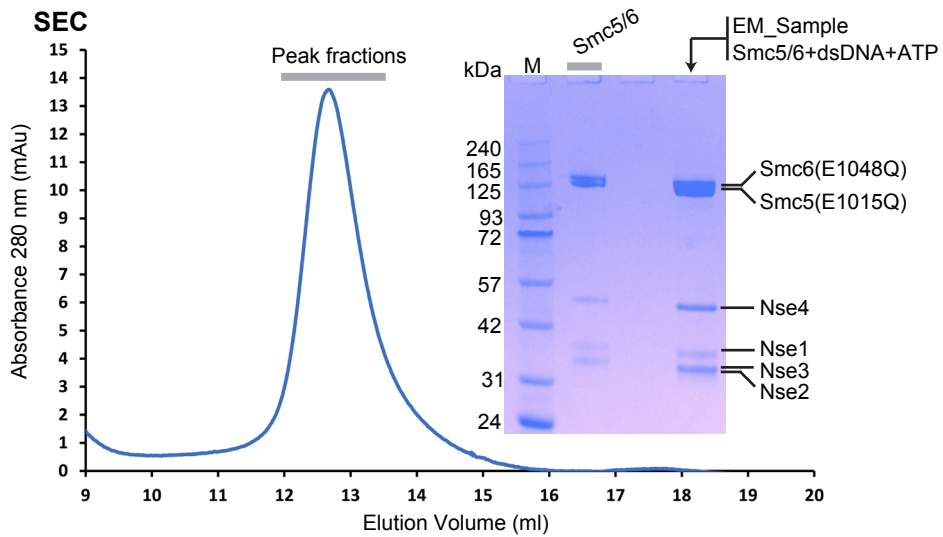 SEC
15
14
13
12
11
10
9
8
7
6
5
4
3
2
1
0
Absorbance 280 nm (mAu)
9 10 11 12 13 14 15 16 17 18 19 20
Elution Volume (ml)
Peak fractions
kDa
M
Smc5/6
EM_Sample
Smc5/6+dsDNA+ATP
240
165
125
93
72
57
42
31
24
Smc6(E1048Q)
Smc5(E1015Q)
Nse4
Nse1
Nse3
Nse2